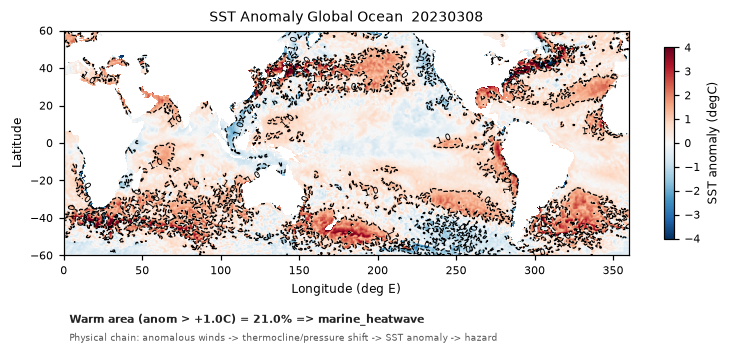 SST Anomaly Global Ocean 20230308
60
40
20
0
−20
−40
−60
Latitude
0 50 100 150 200 250 300 350
Longitude (deg E)
4
3
2
1
0
−1
−2
−3
−4
SST anomaly (degC)
Warm area (anom > +1.0C) = 21.0% => marine_heatwave
Physical chain: anomalous winds -> thermocline/pressure shift -> SST anomaly -> hazard